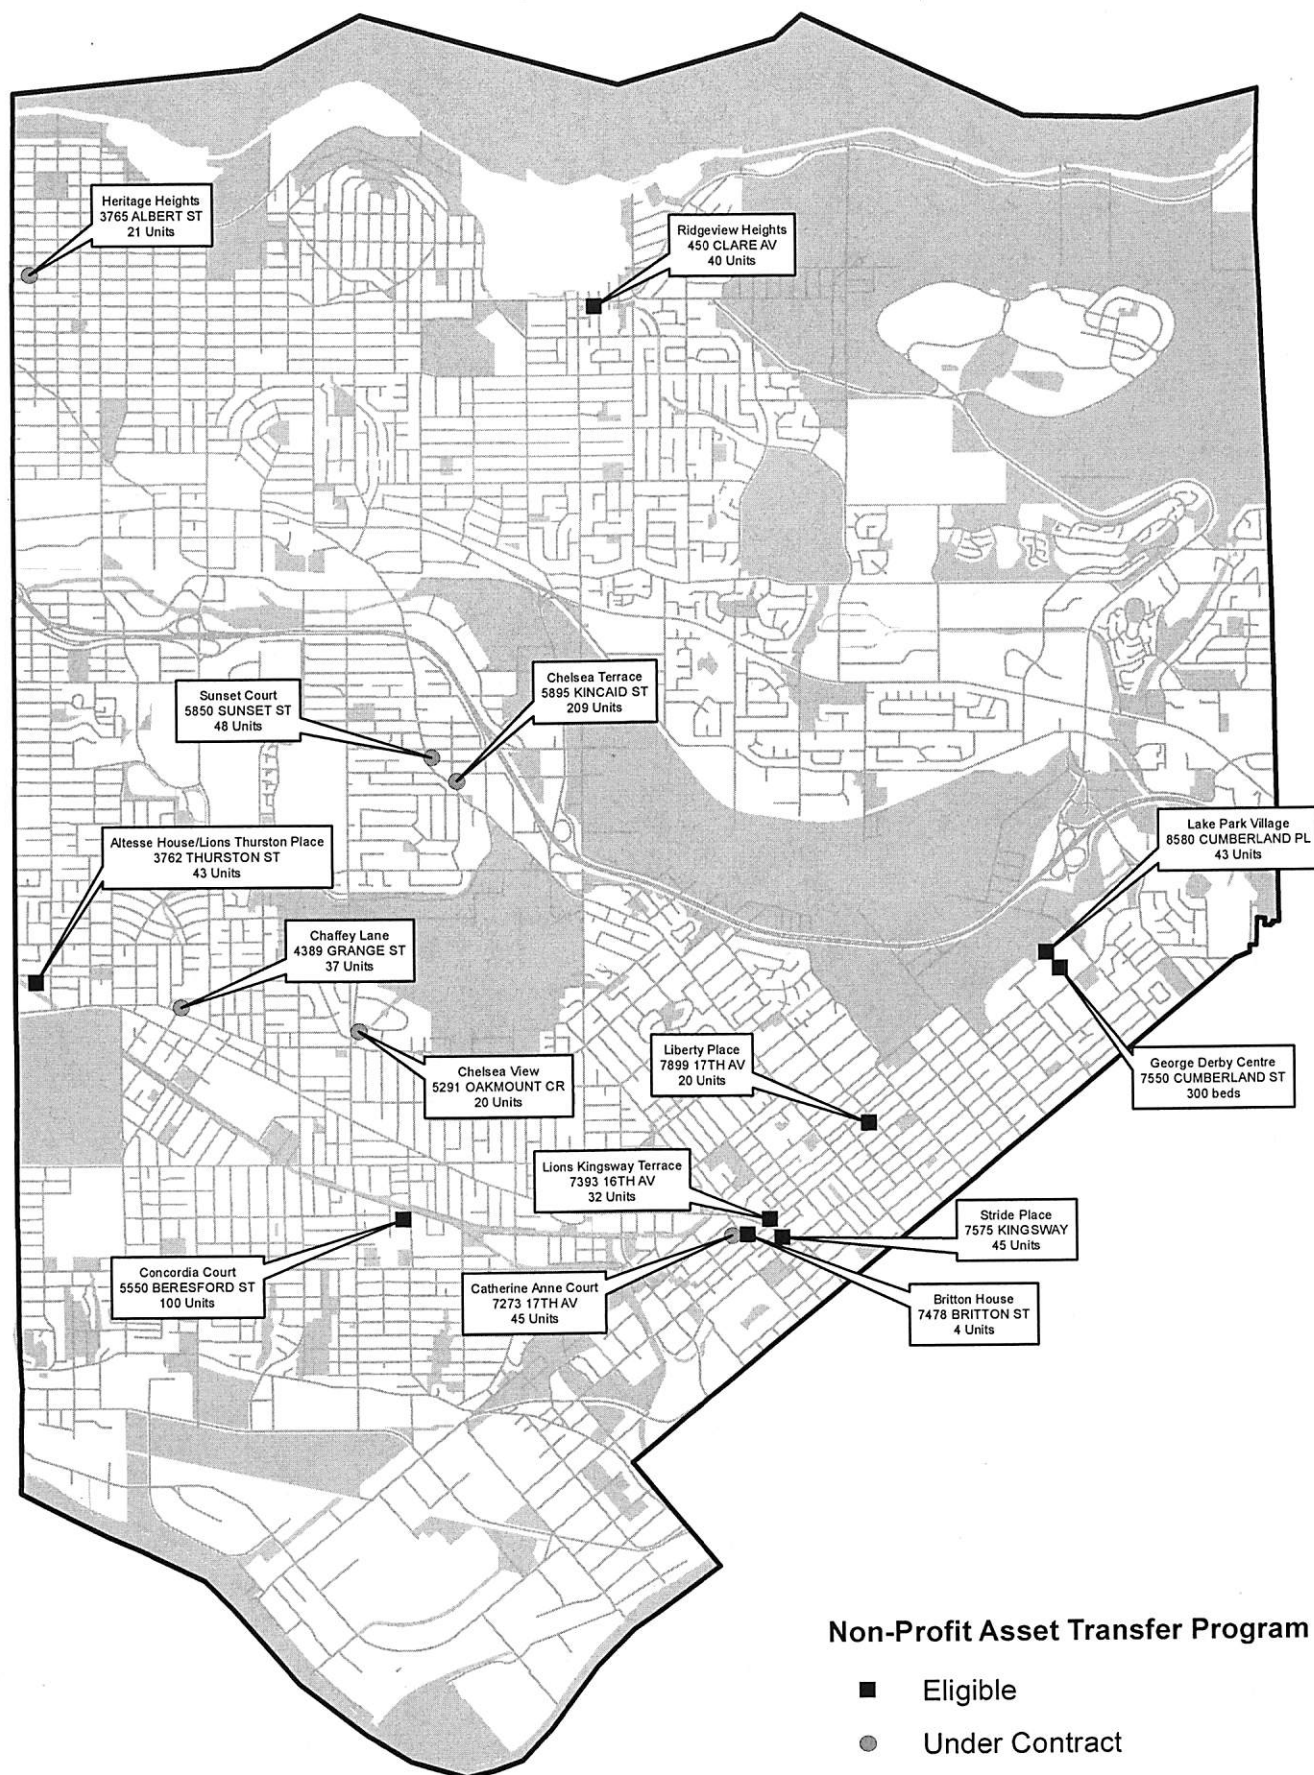 Heritage Heights
3765 ALBERT ST
21 Units
Ridgeview Heights
450 CLARE AV
40 Units
Chelsea Terrace
5895 KINCAID ST
209 Units
Sunset Court
5850 SUNSET ST
48 Units
Lake Park Village
8580 CUMBERLAND PL
43 Units
Altesse House/Lions Thurston Place
3762 THURSTON ST
43 Units
Chaffey Lane
4389 GRANGE ST
37 Units
Liberty Place
7899 17TH AV
20 Units
George Derby Centre
7550 CUMBERLAND ST
300 beds
Chelsea View
5291 OAKMOUNT CR
20 Units
Lions Kingsway Terrace
7393 16TH AV
32 Units
Stride Place
7575 KINGSWAY
45 Units
Concordia Court
5550 BERESFORD ST
100 Units
Catherine Anne Court
7273 17TH AV
45 Units
Britton House
7478 BRITTON ST
4 Units
Non-Profit Asset Transfer Program
Eligible
Under Contract